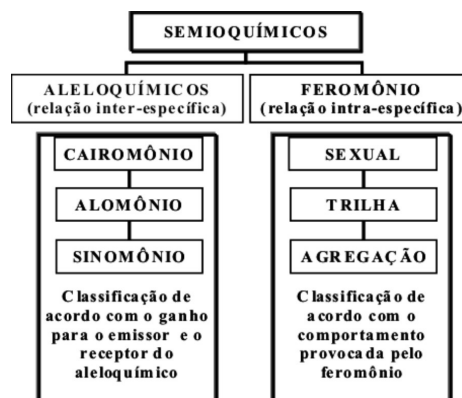 SEMIOQUÍMICOS
ALELOQUÍMICOS
(relação inter-específica)
FEROMÔNIO
(relação intra-específica)
CAIROMÔNIO
ALOMÔNIO
SINOMÔNIO
Classificação de
acordo com o ganho
para o emissor e o
receptor do
aleloquímico
SEXUAL
TRILHA
AGREGAÇÃO
Classificação de
acordo com o
comportamento
provocada pelo
feromônio